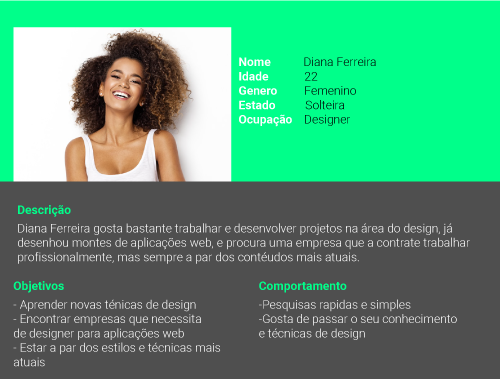 Nome Diana Ferreira
Idade 22
Genero Femenino
Estado Solteira
Ocupação Designer
Descrição
Diana Ferreira gosta bastante trabalhar e desenvolver projetos na área do design, já
desenhou montes de aplicações web, e procura uma empresa que a contrate trabalhar
profissionalmente, mas sempre a par dos contéudos mais atuais.
Objetivos
- Aprender novas ténicas de design
- Encontrar empresas que necessita
de designer para aplicações web
- Estar a par dos estilos e técnicas mais
atuais
Comportamento
-Pesquisas rapidas e simples
-Gosta de passar o seu conhecimento
e técnicas de design